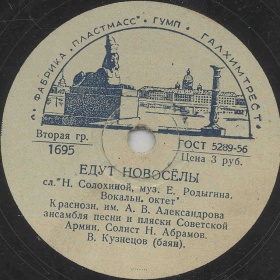 ФАБРИКА „ПЛАСТМАСС" ★ ГУМП ★ ГАЛХИМТРЕСТ
Вторая гр.
1695
ГОСТ 5289-56
Цена 3 руб.
ЕДУТ НОВОСЁЛЫ
сл. Н. Солохиной, муз. Е. Родыгина.
Вокальн. октет
Краснозн. им. А. В. Александрова
ансамбля песни и пляски Советской
Армии. Солист Н. Абрамов.
В. Кузнецов (баян).